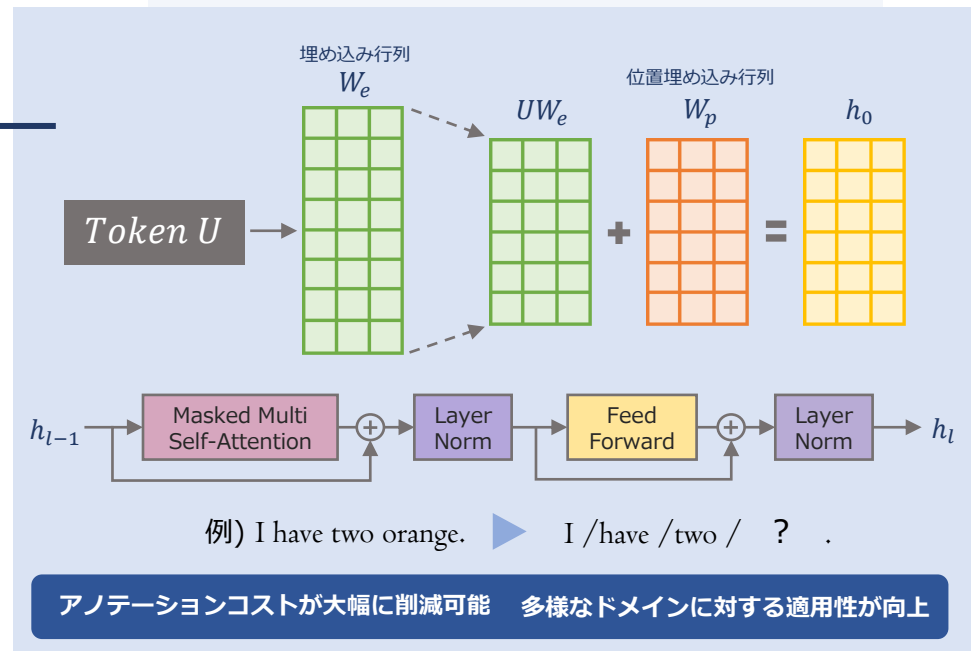 埋め込み行列
W_e
UW_e
位置埋め込み行列
W_p
h_0
Token U
+
=
h_{l-1}
Masked Multi
Self-Attention
+
Layer
Norm
Feed
Forward
+
Layer
Norm
h_l
例) I have two orange.
I /have /two / ? .
アノテーションコストが大幅に削減可能 多様なドメインに対する適用性が向上